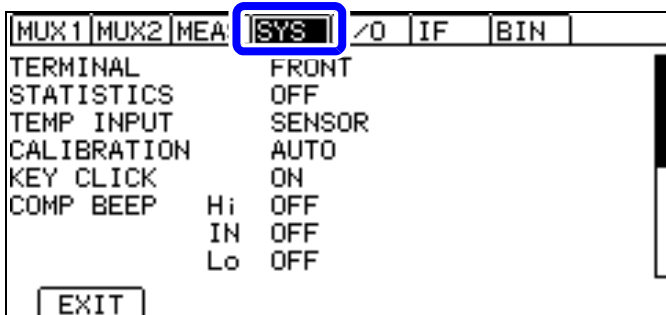 MUX1 MUX2 MEA SYS /O IF BIN
TERMINAL FRONT
STATISTICS OFF
TEMP INPUT SENSOR
CALIBRATION AUTO
KEY CLICK ON
COMP BEEP Hi OFF
IN OFF
Lo OFF
EXIT